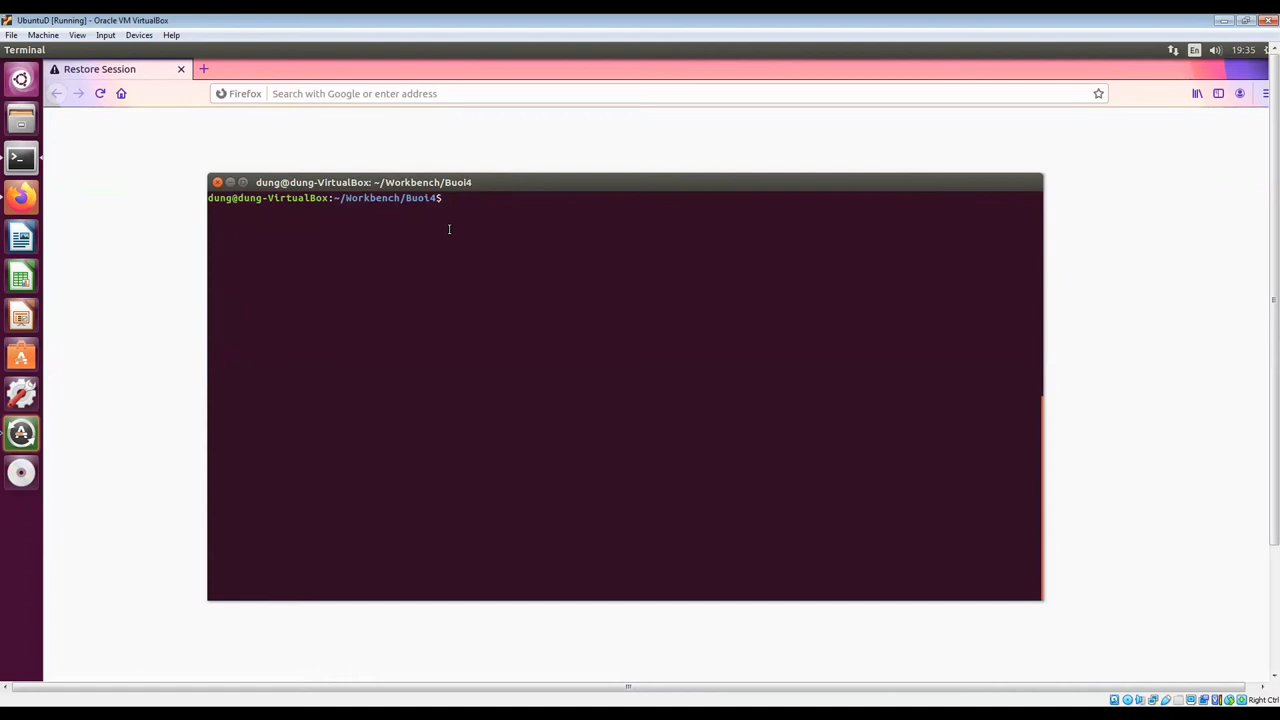 UbuntuD [Running] - Oracle VM VirtualBox
File Machine View Input Devices Help
Terminal En 19:35
Restore Session
Firefox Search with Google or enter address
dung@dung-VirtualBox: ~/Workbench/Buoi4
dung@dung-VirtualBox:~/Workbench/Buoi4$
Right Ctrl